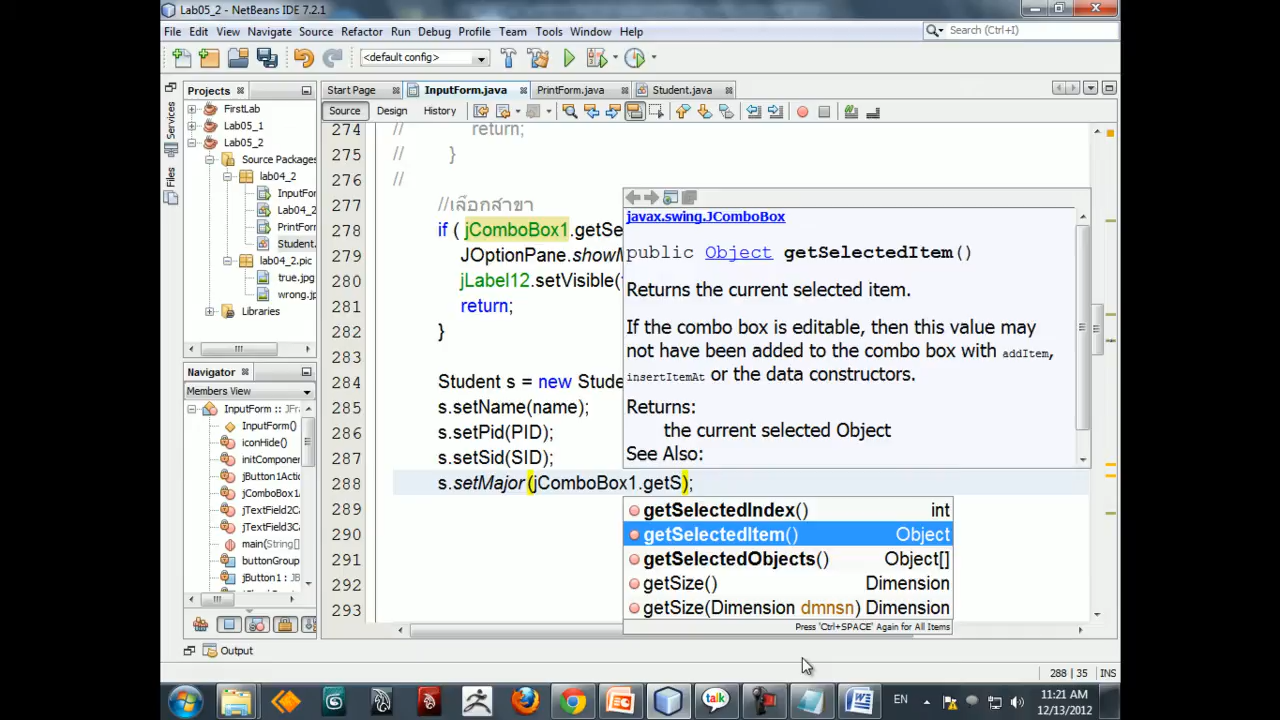 Lab05_2 - NetBeans IDE 7.2.1
File Edit View Navigate Source Refactor Run Debug Profile Team Tools Window Help
Search (Ctrl+I)
<default config>
Projects
Start Page InputForm.java PrintForm.java Student.java
Services
Files
FirstLab
Lab05_1
Lab05_2
Source Packages
lab04_2
InputFo
Lab04_2
PrintFor
Student.
lab04_2.pic
true.jpg
wrong.jp
Libraries
Source Design History
274 // return;
275 // }
276 //
277 //เลือกสาขา
278 if ( jComboBox1.getSe
279 JOptionPane.showM
280 jLabel12.setVisible(
281 return;
282 }
283
284 Student s = new Stude
285 s.setName(name);
286 s.setPid(PID);
287 s.setSid(SID);
288 s.setMajor(jComboBox1.getS);
289
290
291
292
293
javax.swing.JComboBox
public Object getSelectedItem()
Returns the current selected item.
If the combo box is editable, then this value may
not have been added to the combo box with addItem,
insertItemAt or the data constructors.
Returns:
the current selected Object
See Also:
getSelectedIndex() int
getSelectedItem() Object
getSelectedObjects() Object[]
getSize() Dimension
getSize(Dimension dmnsn) Dimension
Press 'Ctrl+SPACE' Again for All Items
Navigator
Members View
InputForm :: JFra
InputForm()
iconHide()
initComponen
jButton1Actio
jComboBox1A
jTextField2Ca
jTextField3Ca
main(String[]
buttonGroup
jButton1 : JB
Output
288 | 35 INS
talk
EN
11:21 AM
12/13/2012